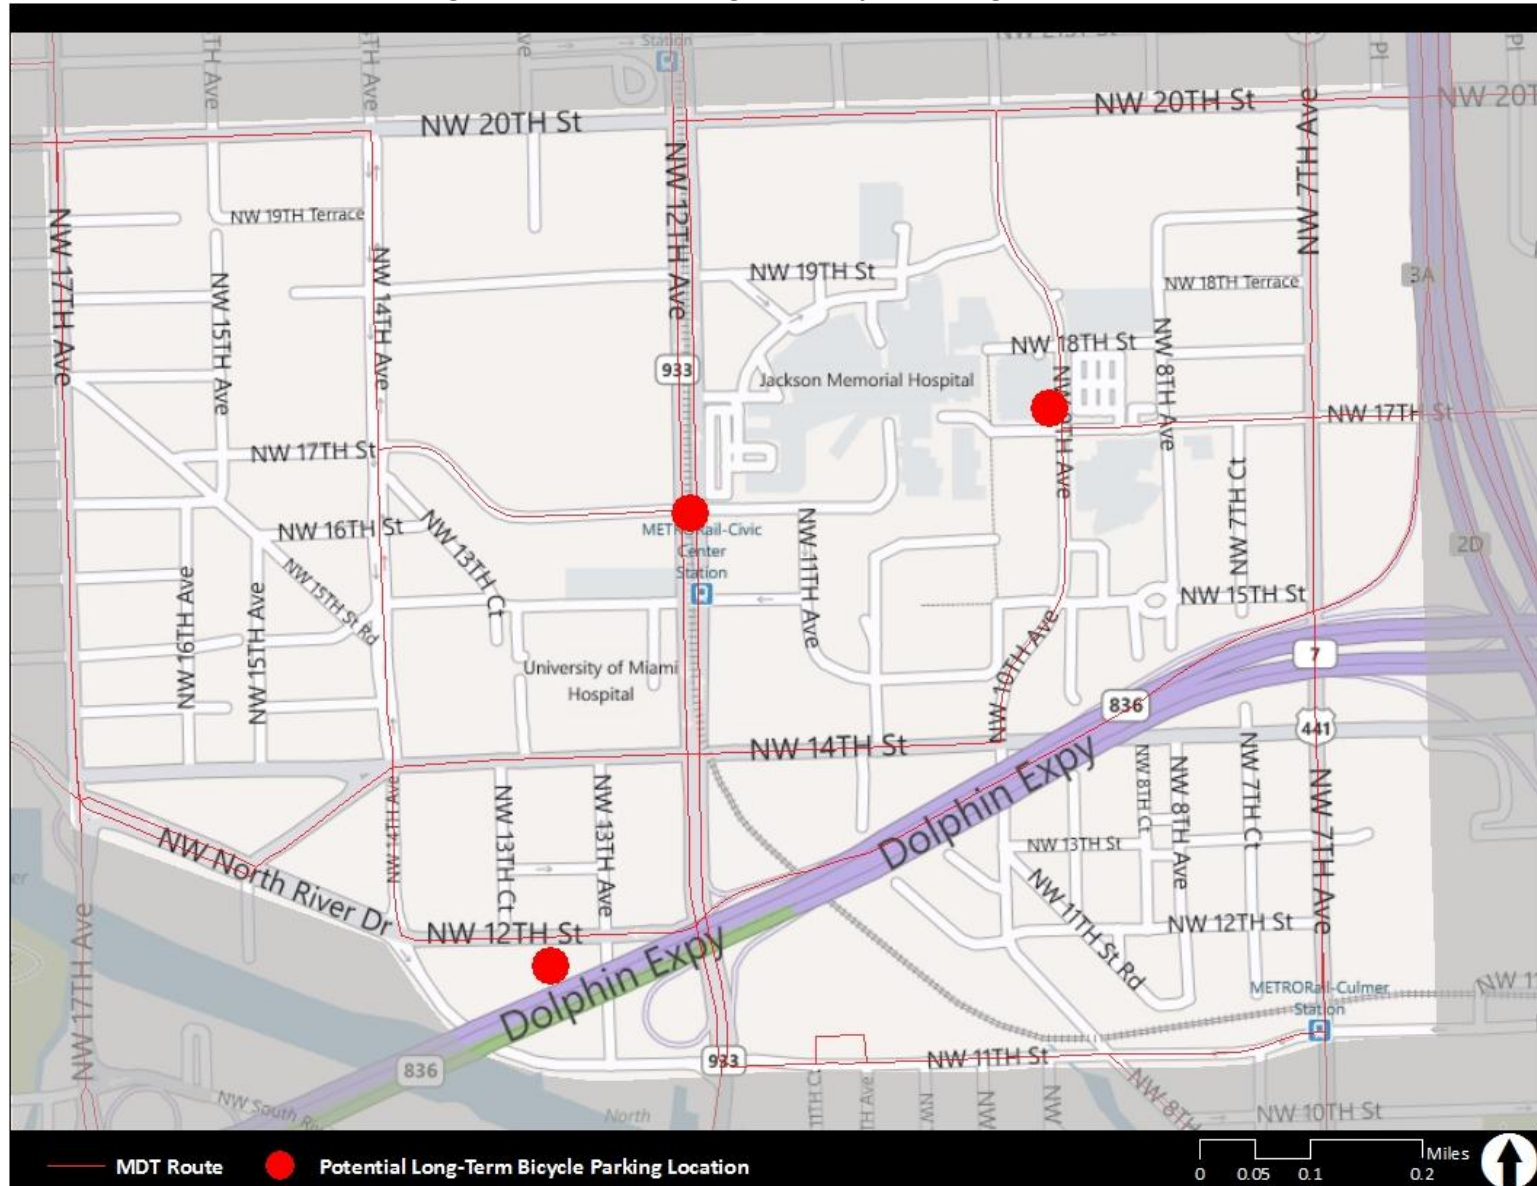 Station
NW 20TH St
NW 20TH St
NW 12TH Ave
NW 7TH Ave
NW 17TH Ave
NW 19TH Terrace
NW 14TH Ave
NW 15TH Ave
NW 19TH St
NW 18TH Terrace
3A
NW 18TH St
NW 8TH Ave
933
Jackson Memorial Hospital
NW 17TH St
NW 17TH St
NW 16TH St
NW 13TH Ct
NW 15TH St Rd
Center
Station
NW 11TH Ave
NW 7TH Ct
2D
NW 16TH Ave
NW 15TH Ave
NW 15TH St
NW 10TH Ave
University of Miami
Hospital
7
836
441
NW 14TH St
NW 14TH Ave
NW 13TH Ct
NW 13TH Ave
Dolphin Expy
NW 8TH Ct
NW 8TH Ave
NW 7TH Ct
NW 7TH Ave
NW 13TH St
NW North River Dr
NW 11TH St Rd
NW 12TH St
NW 12TH St
NW 17TH Ave
Dolphin Expy
METRORail-Culmer
Station
933
836
NW 11TH St
NW 10TH St
North
MDT Route
Potential Long-Term Bicycle Parking Location
Miles
0 0.05 0.1 0.2